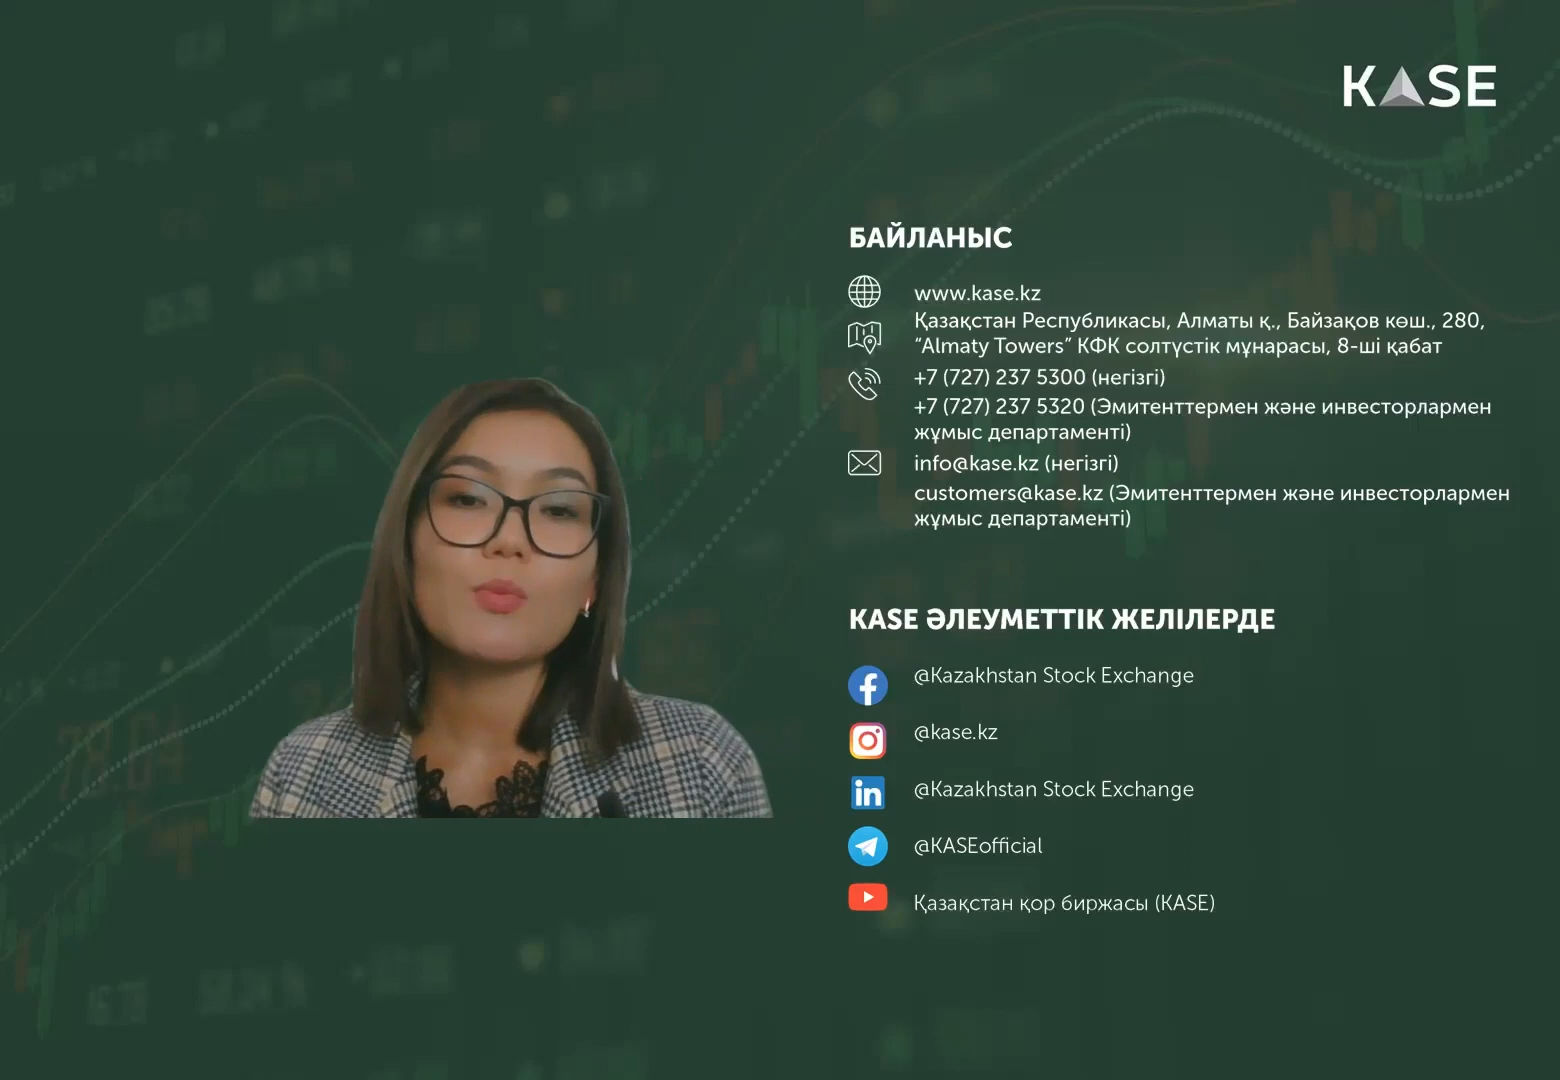 KASE
БАЙЛАНЫС
www.kase.kz
Қазақстан Республикасы, Алматы қ., Байзақов көш., 280,
“Almaty Towers” КФК солтүстік мұнарасы, 8-ші қабат
+7 (727) 237 5300 (негізгі)
+7 (727) 237 5320 (Эмитенттермен және инвесторлармен
жұмыс департаменті)
info@kase.kz (негізгі)
customers@kase.kz (Эмитенттермен және инвесторлармен
жұмыс департаменті)
KASE ӘЛЕУМЕТТІК ЖЕЛІЛЕРДЕ
@Kazakhstan Stock Exchange
@kase.kz
@Kazakhstan Stock Exchange
@KASEofficial
Қазақстан қор биржасы (KASE)
78.04